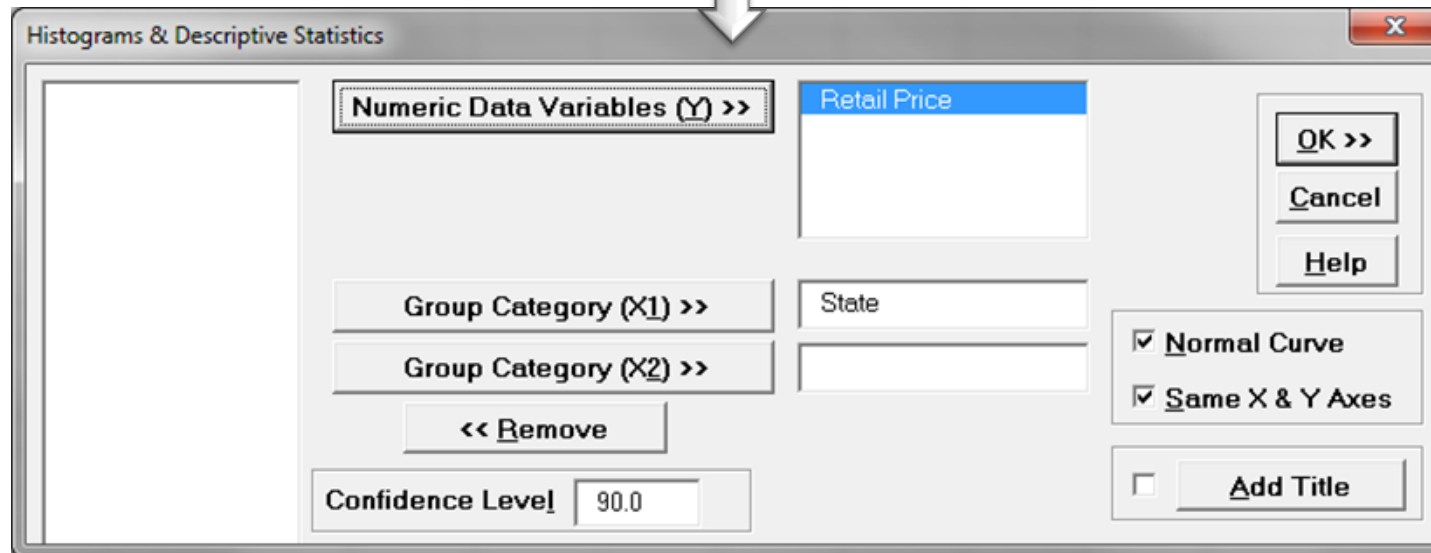 Histograms & Descriptive Statistics
Numeric Data Variables (Y) >>
Retail Price
OK >>
Cancel
Help
Group Category (X1) >>
State
Group Category (X2) >>
Normal Curve
Same X & Y Axes
<< Remove
Confidence Level
90.0
Add Title